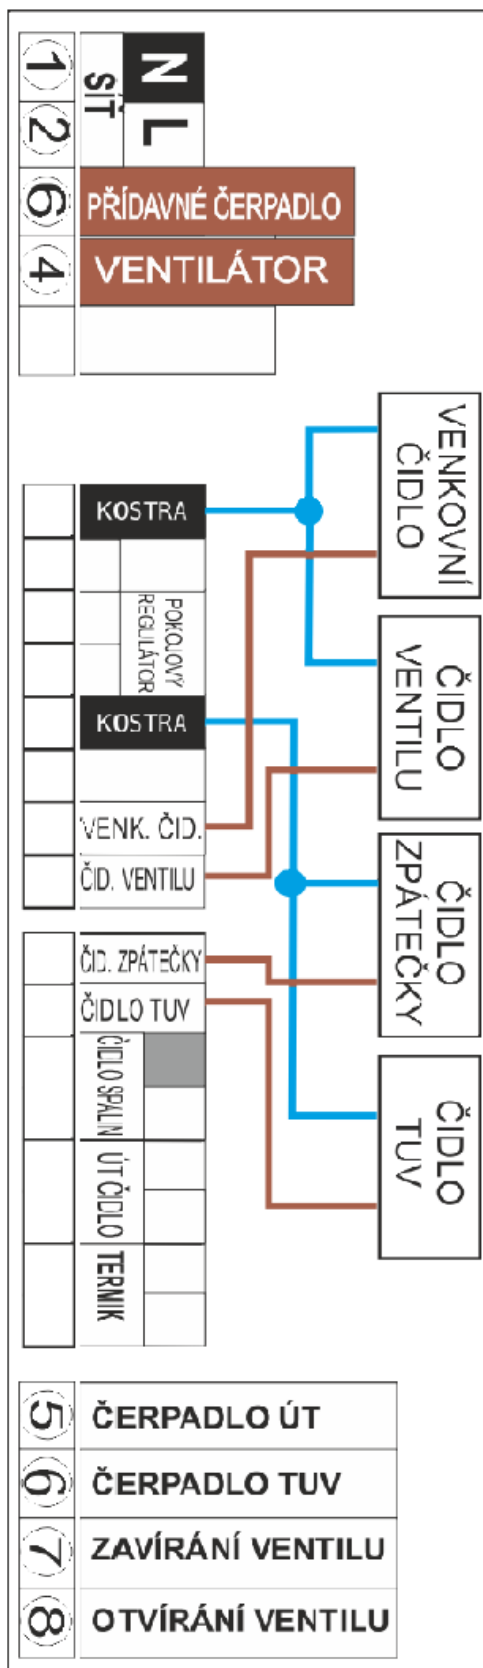 1
SÍŤ
N
2
L
6
PŘÍDAVNÉ ČERPADLO
4
VENTILÁTOR
VENKOVNÍ
ČIDLO
KOSTRA
POKOJOVÝ
REGULÁTOR
ČIDLO
VENTILU
KOSTRA
VENK. ČID.
ČID. VENTILU
ČIDLO
ZPÁTEČKY
ČID. ZPÁTEČKY
ČIDLO TUV
ČIDLO SPALIN
ČIDLO
TUV
ÚT ČIDLO
TERMIK
5
ČERPADLO ÚT
6
ČERPADLO TUV
7
ZAVÍRÁNÍ VENTILU
8
OTVÍRÁNÍ VENTILU